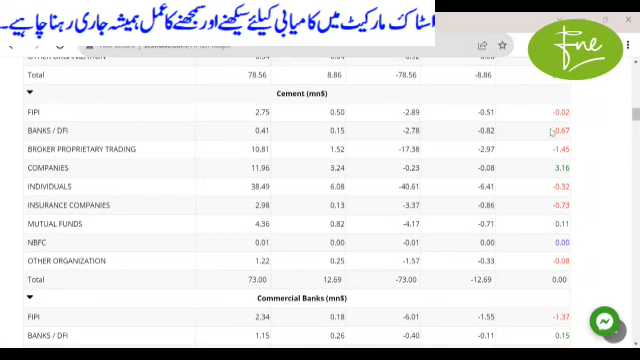 اسٹاک مارکیٹ میں کامیابی کیلئے سیکھنے اور سمجھنے کا عمل ہمیشہ جاری رہنا چاہیے۔
fne
Total 78.56 8.86 -78.56 -8.86
Cement (mn$)
FIPI 2.75 0.50 -2.89 -0.51 -0.02
BANKS / DFI 0.41 0.15 -2.78 -0.82 -0.67
BROKER PROPRIETARY TRADING 10.81 1.52 -17.38 -2.97 -1.45
COMPANIES 11.96 3.24 -0.23 -0.08 3.16
INDIVIDUALS 38.49 6.08 -40.61 -6.41 -0.32
INSURANCE COMPANIES 2.98 0.13 -3.37 -0.86 -0.73
MUTUAL FUNDS 4.36 0.82 -4.17 -0.71 0.11
NBFC 0.01 0.00 -0.01 0.00 0.00
OTHER ORGANIZATION 1.22 0.25 -1.57 -0.33 -0.08
Total 73.00 12.69 -73.00 -12.69 0.00
Commercial Banks (mn$)
FIPI 2.34 0.18 -6.01 -1.55 -1.37
BANKS / DFI 1.15 0.26 -0.40 -0.11 0.15